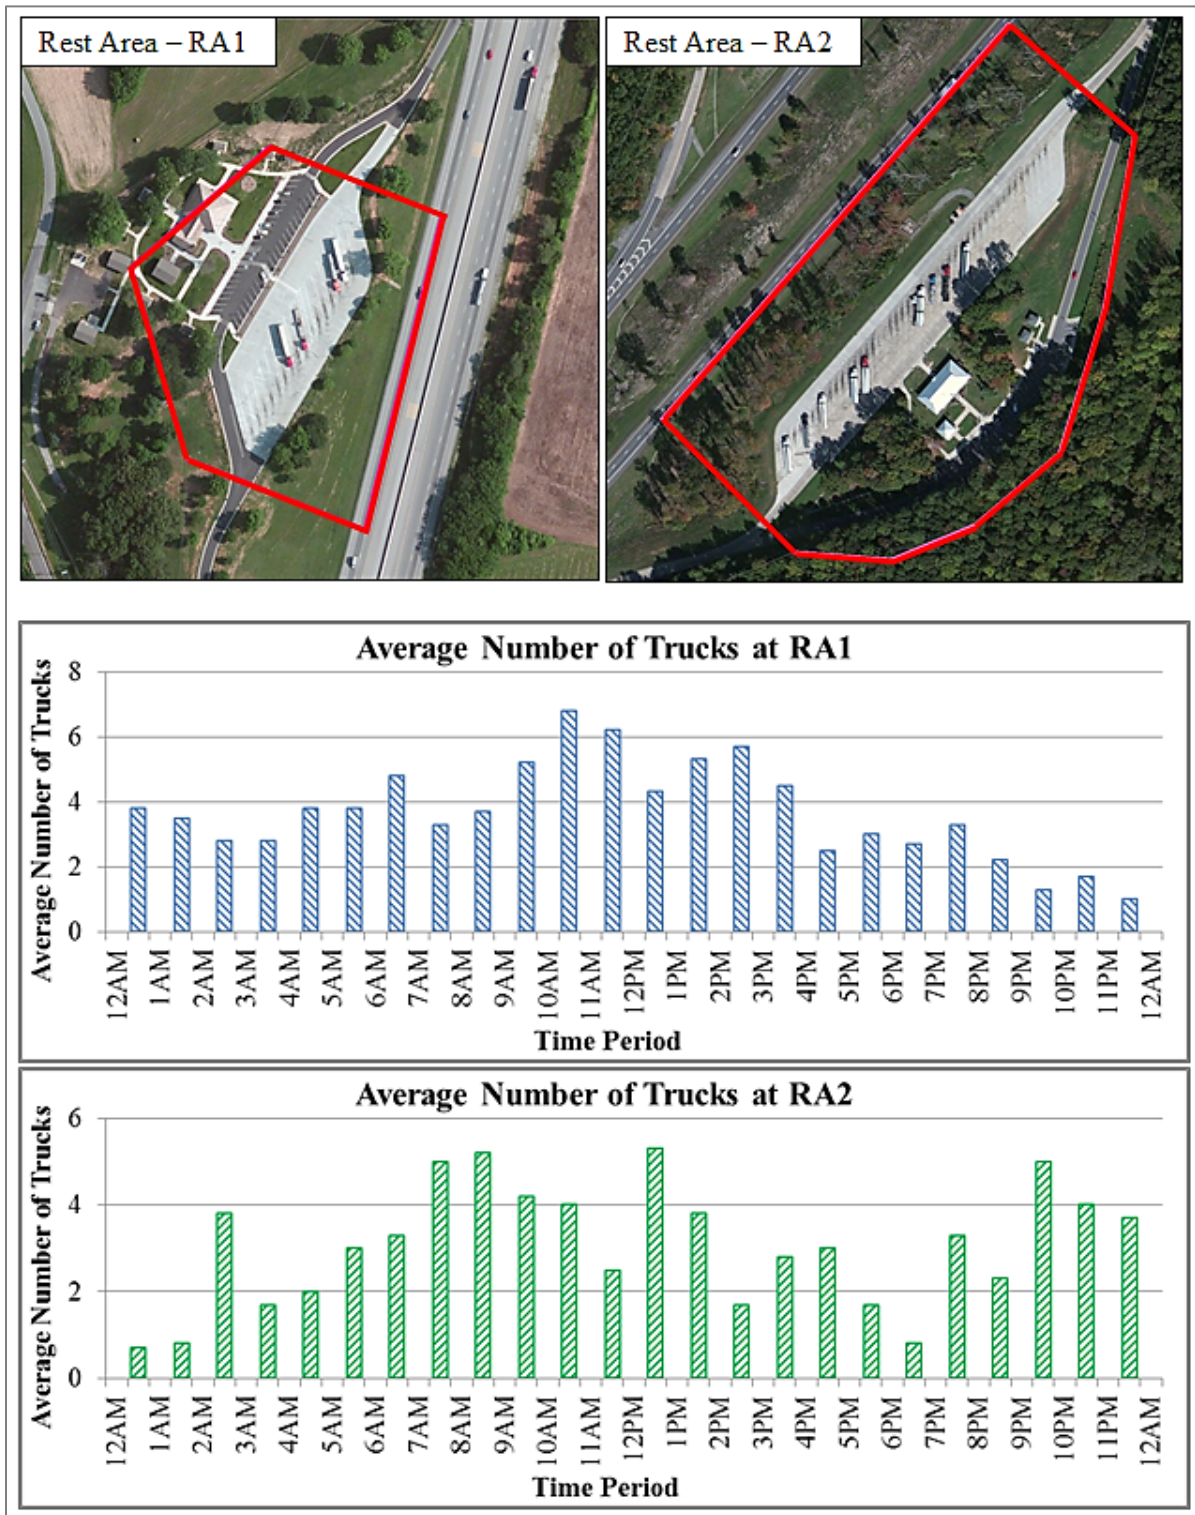 Rest Area – RA1
Rest Area – RA2
Average Number of Trucks at RA1
Average Number of Trucks
8
6
4
2
0
12AM 1AM 2AM 3AM 4AM 5AM 6AM 7AM 8AM 9AM 10AM 11AM 12PM 1PM 2PM 3PM 4PM 5PM 6PM 7PM 8PM 9PM 10PM 11PM 12AM
Time Period
Average Number of Trucks at RA2
Average Number of Trucks
6
4
2
0
12AM 1AM 2AM 3AM 4AM 5AM 6AM 7AM 8AM 9AM 10AM 11AM 12PM 1PM 2PM 3PM 4PM 5PM 6PM 7PM 8PM 9PM 10PM 11PM 12AM
Time Period